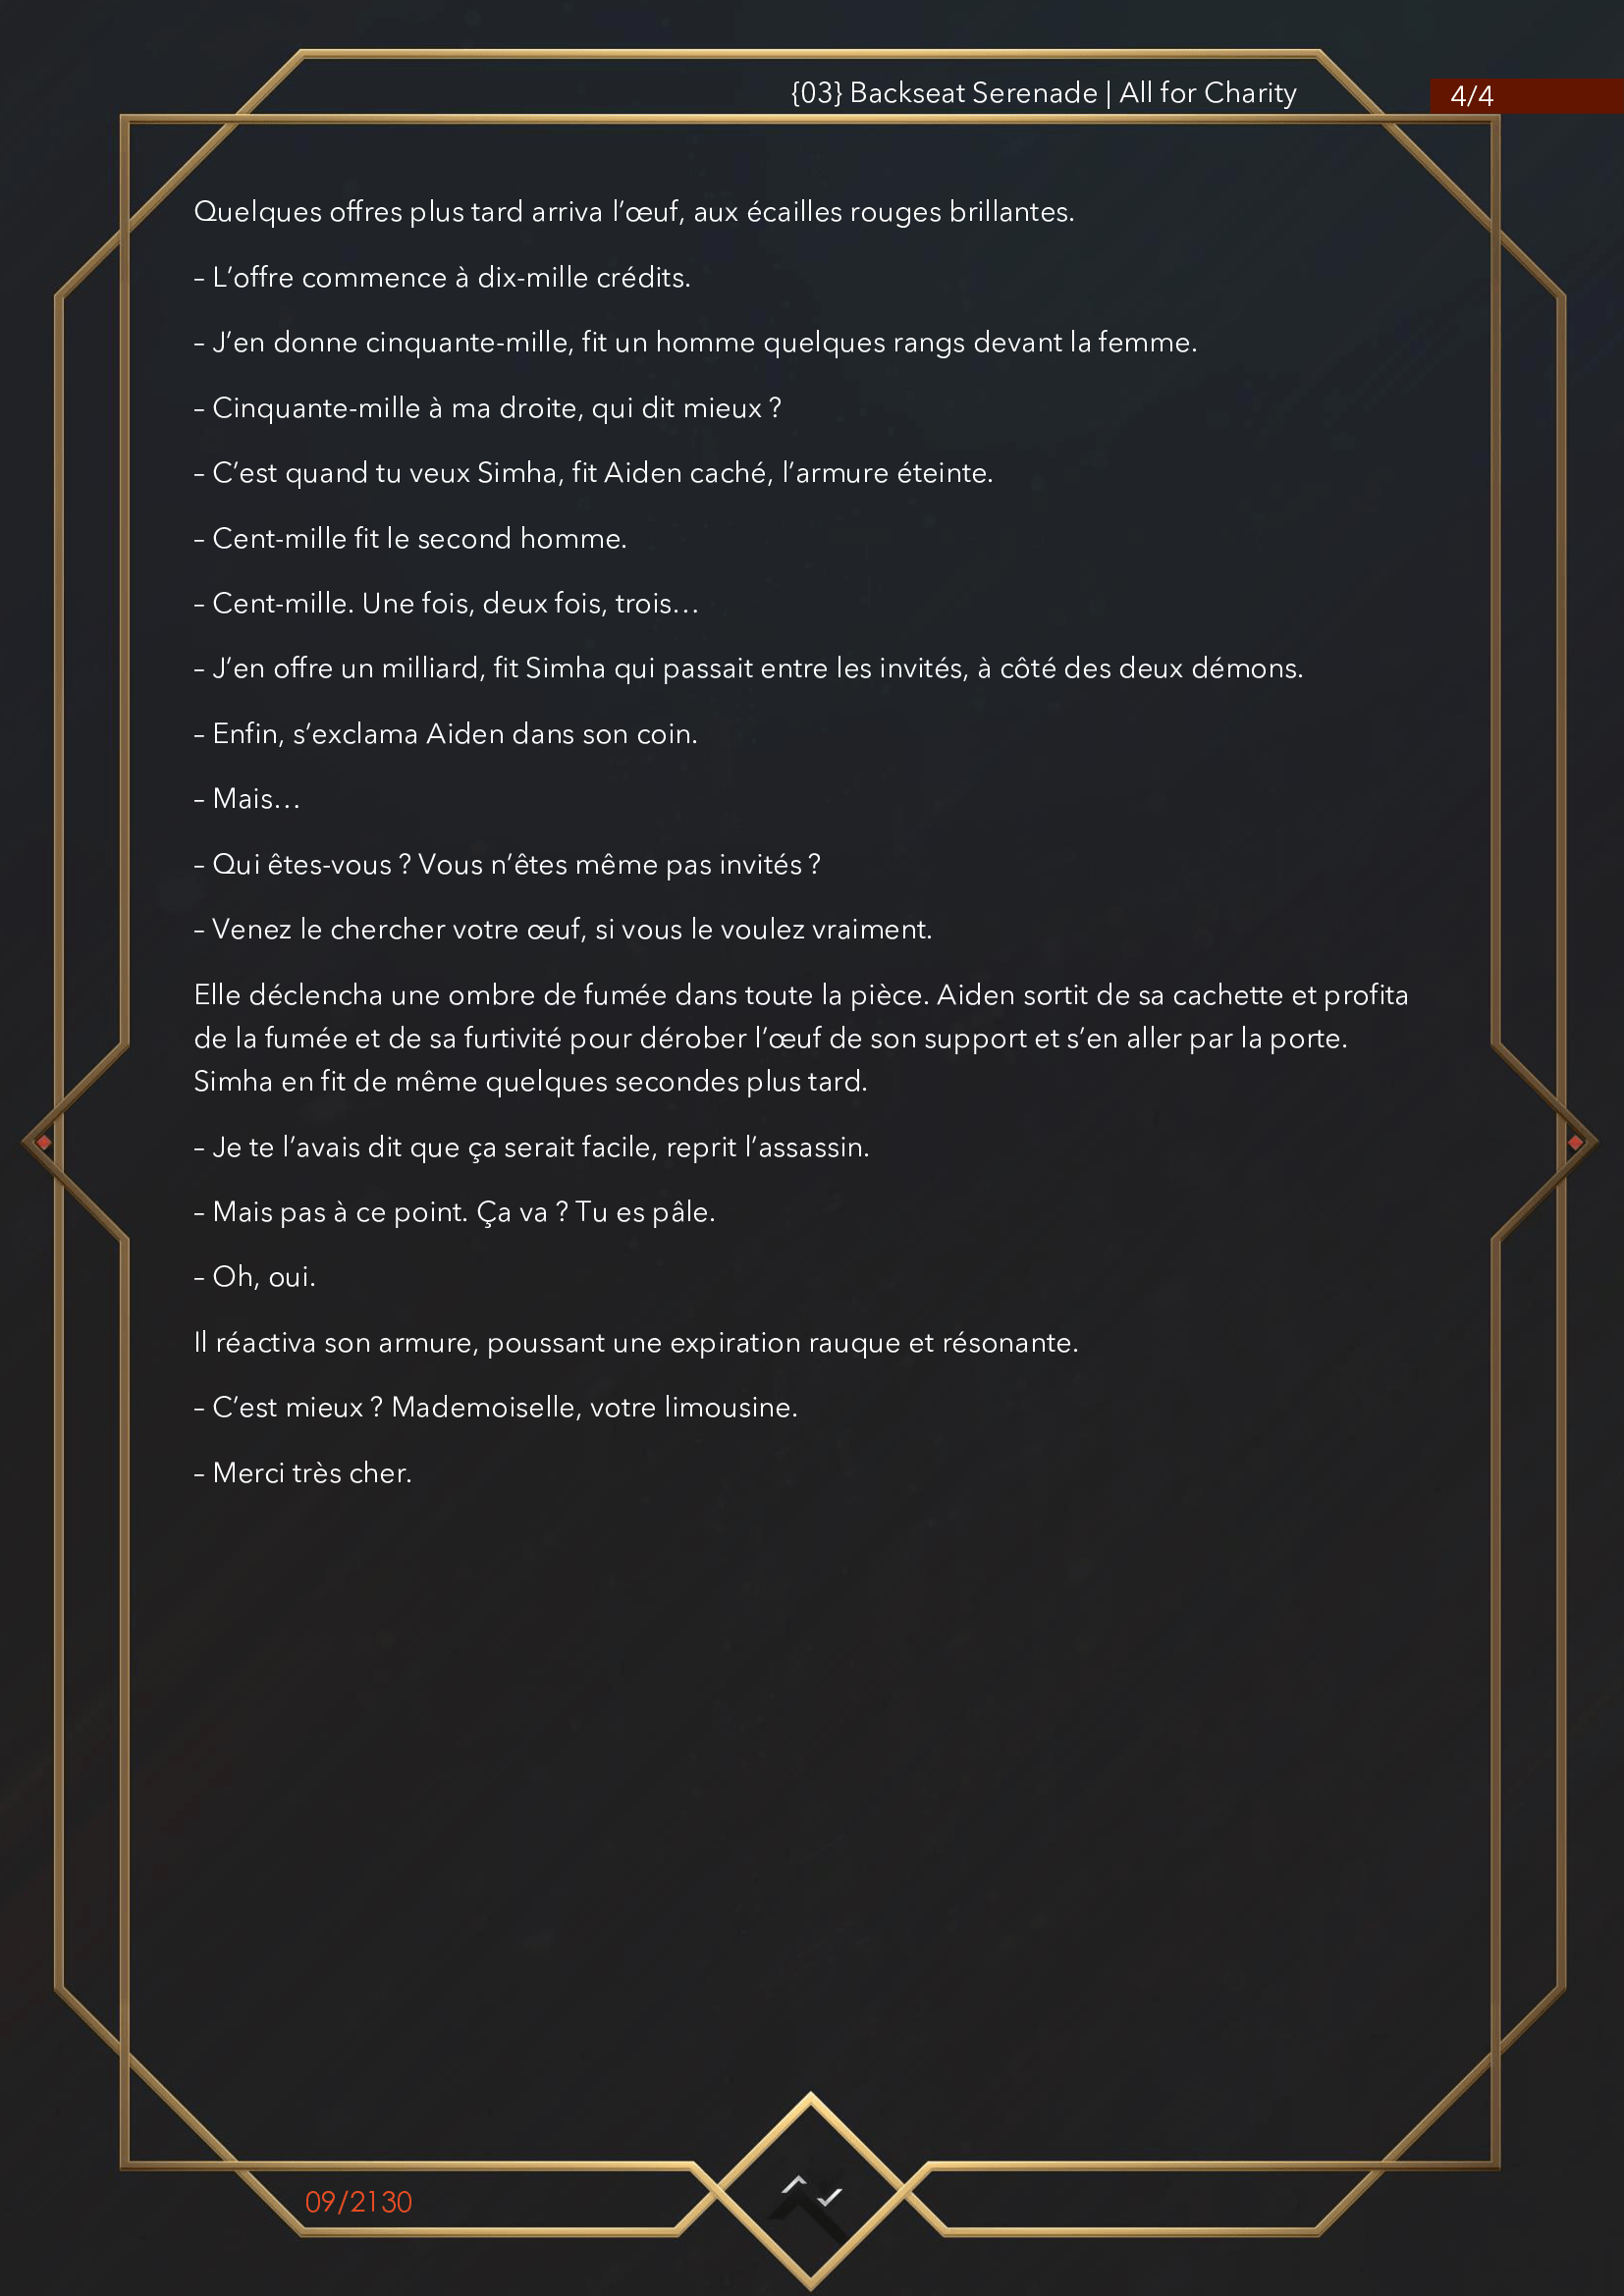 {03} Backseat Serenade | All for Charity
4/4
Quelques offres plus tard arriva l’œuf, aux écailles rouges brillantes.
– L’offre commence à dix-mille crédits.
– J’en donne cinquante-mille, fit un homme quelques rangs devant la femme.
– Cinquante-mille à ma droite, qui dit mieux ?
– C’est quand tu veux Simha, fit Aiden caché, l’armure éteinte.
– Cent-mille fit le second homme.
– Cent-mille. Une fois, deux fois, trois…
– J’en offre un milliard, fit Simha qui passait entre les invités, à côté des deux démons.
– Enfin, s’exclama Aiden dans son coin.
– Mais…
– Qui êtes-vous ? Vous n’êtes même pas invités ?
– Venez le chercher votre œuf, si vous le voulez vraiment.
Elle déclencha une ombre de fumée dans toute la pièce. Aiden sortit de sa cachette et profita
de la fumée et de sa furtivité pour dérober l’œuf de son support et s’en aller par la porte.
Simha en fit de même quelques secondes plus tard.
– Je te l’avais dit que ça serait facile, reprit l’assassin.
– Mais pas à ce point. Ça va ? Tu es pâle.
– Oh, oui.
Il réactiva son armure, poussant une expiration rauque et résonante.
– C’est mieux ? Mademoiselle, votre limousine.
– Merci très cher.
09/2130